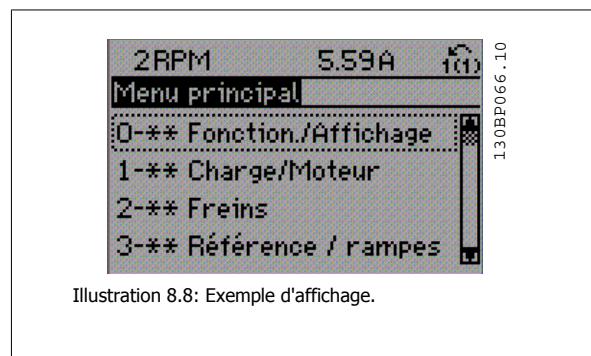 2RPM 5.59A 1(1)
Menu principal
0-** Fonction./Affichage
1-** Charge/Moteur
2-** Freins
3-** Référence / rampes
130BP066.10
Illustration 8.8: Exemple d'affichage.